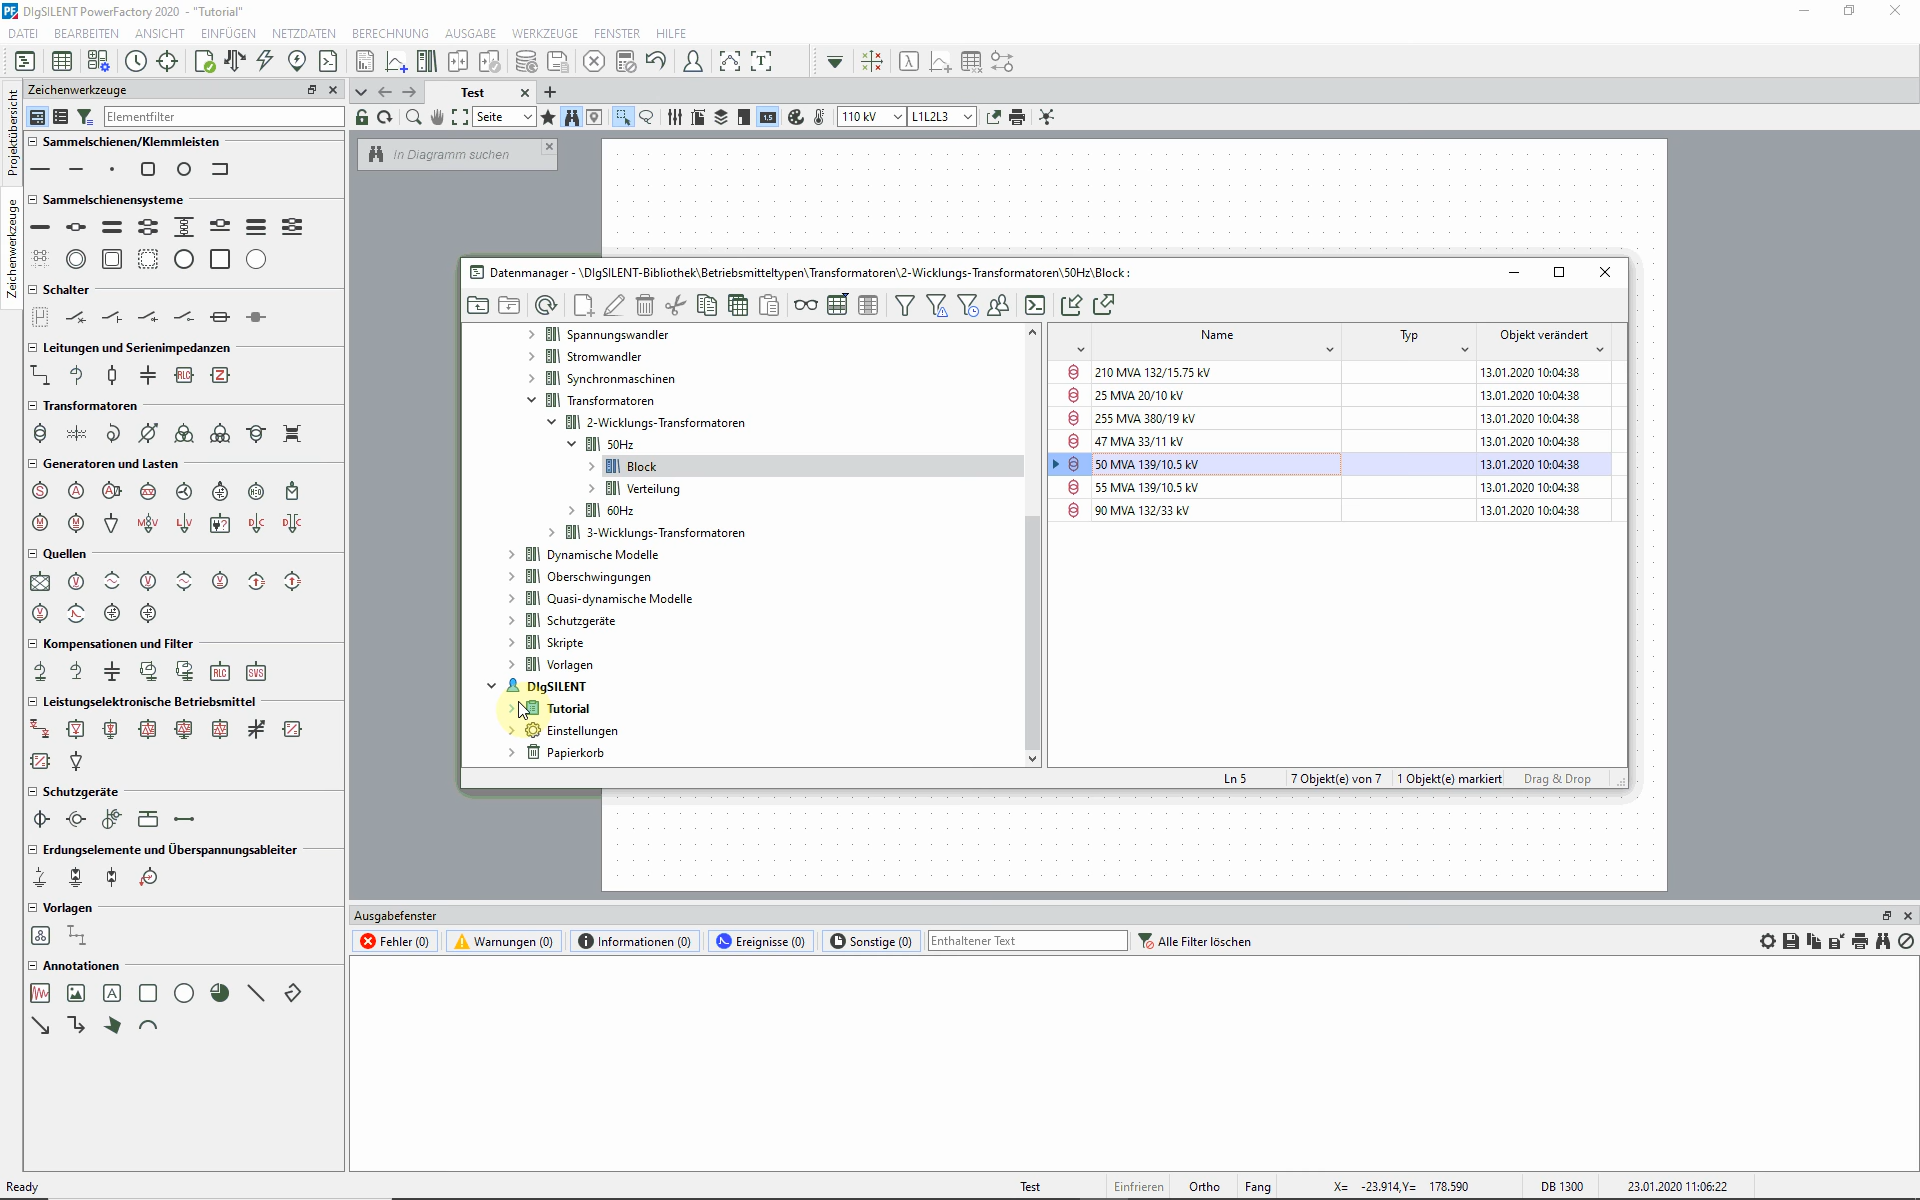 DIgSILENT PowerFactory 2020 - "Tutorial"
DATEI BEARBEITEN ANSICHT EINFÜGEN NETZDATEN BERECHNUNG AUSGABE WERKZEUGE FENSTER HILFE
Projektübersicht
Zeichenwerkzeuge
Zeichenwerkzeuge
Elementfilter
Sammelschienen/Klemmleisten
Sammelschienensysteme
Schalter
Leitungen und Serienimpedanzen
Transformatoren
Generatoren und Lasten
Quellen
Kompensationen und Filter
Leistungselektronische Betriebsmittel
Schutzgeräte
Erdungselemente und Überspannungsableiter
Vorlagen
Annotationen
Test
Seite
110 kV
L1L2L3
In Diagramm suchen
Datenmanager - \DIgSILENT-Bibliothek\Betriebsmitteltypen\Transformatoren\2-Wicklungs-Transformatoren\50Hz\Block :
Spannungswandler
Stromwandler
Synchronmaschinen
Transformatoren
2-Wicklungs-Transformatoren
50Hz
Block
Verteilung
60Hz
3-Wicklungs-Transformatoren
Dynamische Modelle
Oberschwingungen
Quasi-dynamische Modelle
Schutzgeräte
Skripte
Vorlagen
DIgSILENT
Tutorial
Einstellungen
Papierkorb
Name Typ Objekt verändert
210 MVA 132/15.75 kV 13.01.2020 10:04:38
25 MVA 20/10 kV 13.01.2020 10:04:38
255 MVA 380/19 kV 13.01.2020 10:04:38
47 MVA 33/11 kV 13.01.2020 10:04:38
50 MVA 139/10.5 kV 13.01.2020 10:04:38
55 MVA 139/10.5 kV 13.01.2020 10:04:38
90 MVA 132/33 kV 13.01.2020 10:04:38
Ln 5 7 Objekt(e) von 7 1 Objekt(e) markiert Drag & Drop
Ausgabefenster
Fehler (0) Warnungen (0) Informationen (0) Ereignisse (0) Sonstige (0) Enthaltener Text Alle Filter löschen
Ready Test Einfrieren Ortho Fang X= -23.914,Y= 178.590 DB 1300 23.01.2020 11:06:22